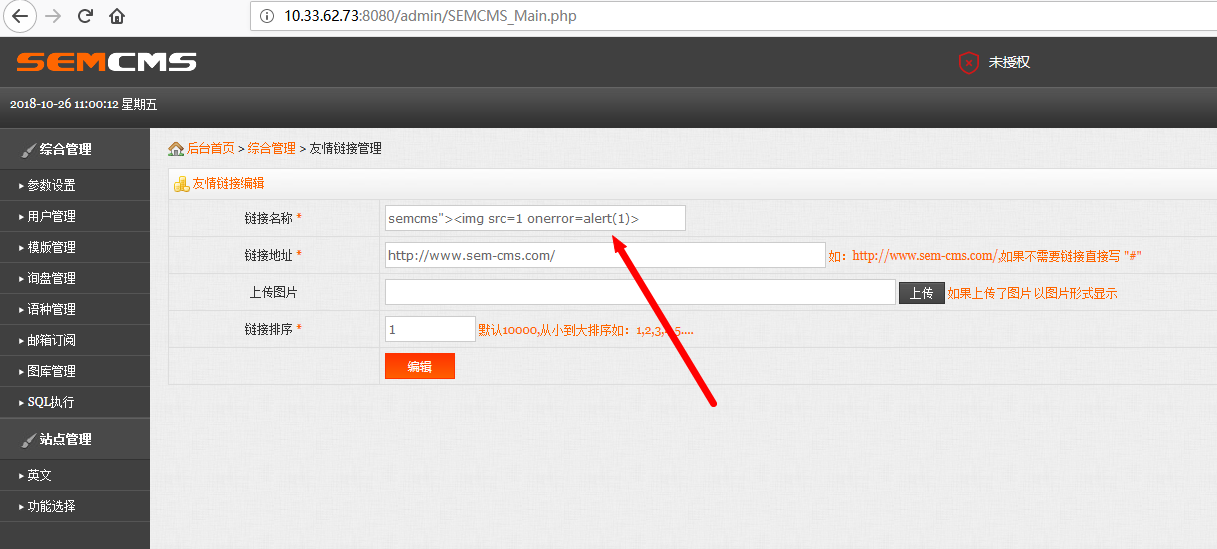 10.33.62.73:8080/admin/SEMCMS_Main.php
SEMCMS
未授权
2018-10-26 11:00:12 星期五
综合管理
参数设置
用户管理
模版管理
询盘管理
语种管理
邮箱订阅
图库管理
SQL执行
站点管理
英文
功能选择
后台首页 > 综合管理 > 友情链接管理
友情链接编辑
链接名称 * semcms"><img src=1 onerror=alert(1)>
链接地址 * http://www.sem-cms.com/ 如：http://www.sem-cms.com/,如果不需要链接直接写 "#"
上传图片 上传 如果上传了图片以图片形式显示
链接排序 * 1 默认10000,从小到大排序如：1,2,3,4,5....
编辑